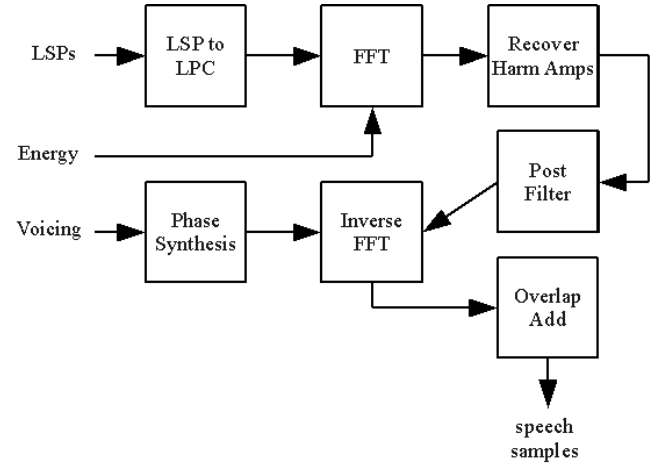 LSPs
LSP to
LPC
FFT
Recover
Harm Amps
Energy
Post
Filter
Voicing
Phase
Synthesis
Inverse
FFT
Overlap
Add
speech
samples